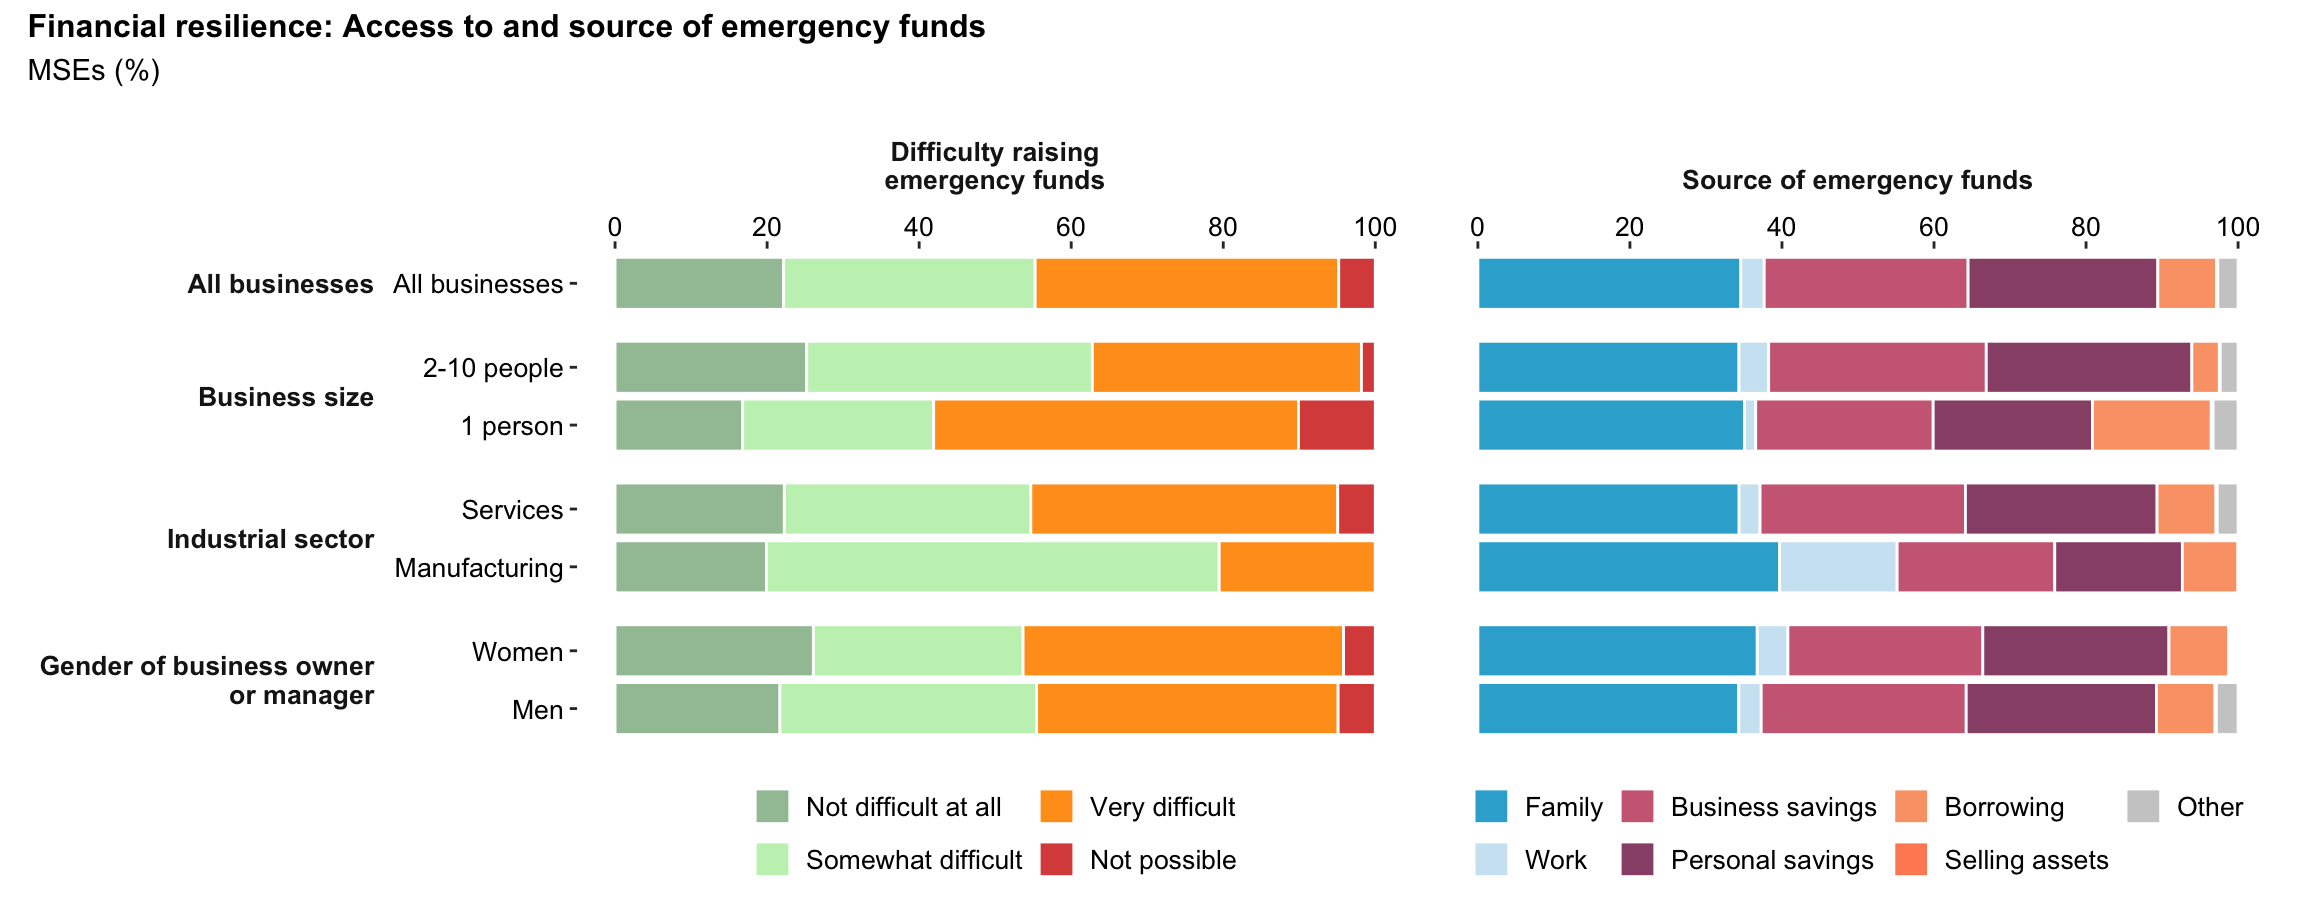 Financial resilience: Access to and source of emergency funds
MSEs (%)
Difficulty raising
emergency funds
Source of emergency funds
0 20 40 60 80 100
0 20 40 60 80 100
All businesses
All businesses
Business size
2-10 people
1 person
Industrial sector
Services
Manufacturing
Gender of business owner
or manager
Women
Men
Not difficult at all
Very difficult
Somewhat difficult
Not possible
Family
Business savings
Borrowing
Other
Work
Personal savings
Selling assets